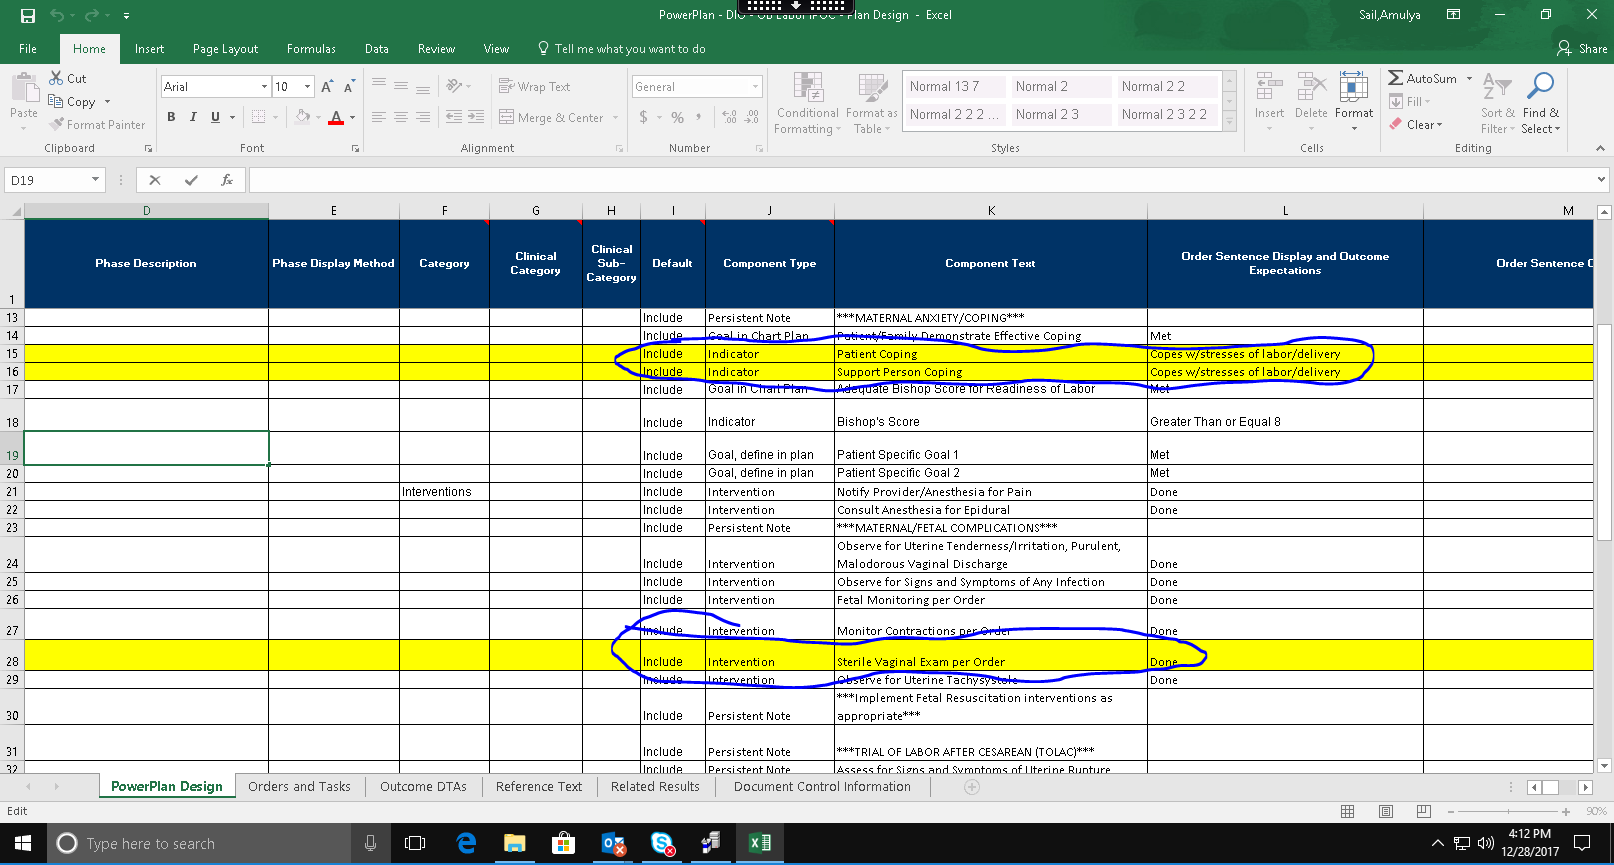 PowerPlan - DIO - OB Labor IPOC - Plan Design - Excel
Sail,Amulya
File Home Insert Page Layout Formulas Data Review View Tell me what you want to do Share
Cut
Copy
Format Painter
Paste
Clipboard
Arial 10
B I U
Font
Wrap Text
Merge & Center
Alignment
General
$ % ,
Number
Conditional Formatting
Format as Table
Normal 13 7 Normal 2 Normal 2 2
Normal 2 2 2 ... Normal 2 3 Normal 2 3 2 2
Styles
Insert Delete Format
Cells
AutoSum
Fill
Clear
Sort & Filter
Find & Select
Editing
D19
fx
D E F G H I J K L M
1 Phase Description Phase Display Method Category Clinical Category Clinical Sub-Category Default Component Type Component Text Order Sentence Display and Outcome Expectations Order Sentence
13 Include Persistent Note ***MATERNAL ANXIETY/COPING***
14 Include Goal in Chart Plan Patient/Family Demonstrate Effective Coping Met
15 Include Indicator Patient Coping Copes w/stresses of labor/delivery
16 Include Indicator Support Person Coping Copes w/stresses of labor/delivery
17 Include Goal in Chart Plan Adequate Bishop Score for Readiness of Labor Met
18 Include Indicator Bishop's Score Greater Than or Equal 8
19 Include Goal, define in plan Patient Specific Goal 1 Met
20 Include Goal, define in plan Patient Specific Goal 2 Met
21 Interventions Include Intervention Notify Provider/Anesthesia for Pain Done
22 Include Intervention Consult Anesthesia for Epidural Done
23 Include Persistent Note ***MATERNAL/FETAL COMPLICATIONS***
24 Include Intervention Observe for Uterine Tenderness/Irritation, Purulent, Malodorous Vaginal Discharge Done
25 Include Intervention Observe for Signs and Symptoms of Any Infection Done
26 Include Intervention Fetal Monitoring per Order Done
27 Include Intervention Monitor Contractions per Order Done
28 Include Intervention Sterile Vaginal Exam per Order Done
29 Include Intervention Observe for Uterine Tachysystole Done
30 Include Persistent Note ***Implement Fetal Resuscitation interventions as appropriate***
31 Include Persistent Note ***TRIAL OF LABOR AFTER CESAREAN (TOLAC)***
32 Include Persistent Note Assess for Signs and Symptoms of Uterine Rupture
PowerPlan Design Orders and Tasks Outcome DTAs Reference Text Related Results Document Control Information
Edit
90%
Type here to search
4:12 PM
12/28/2017